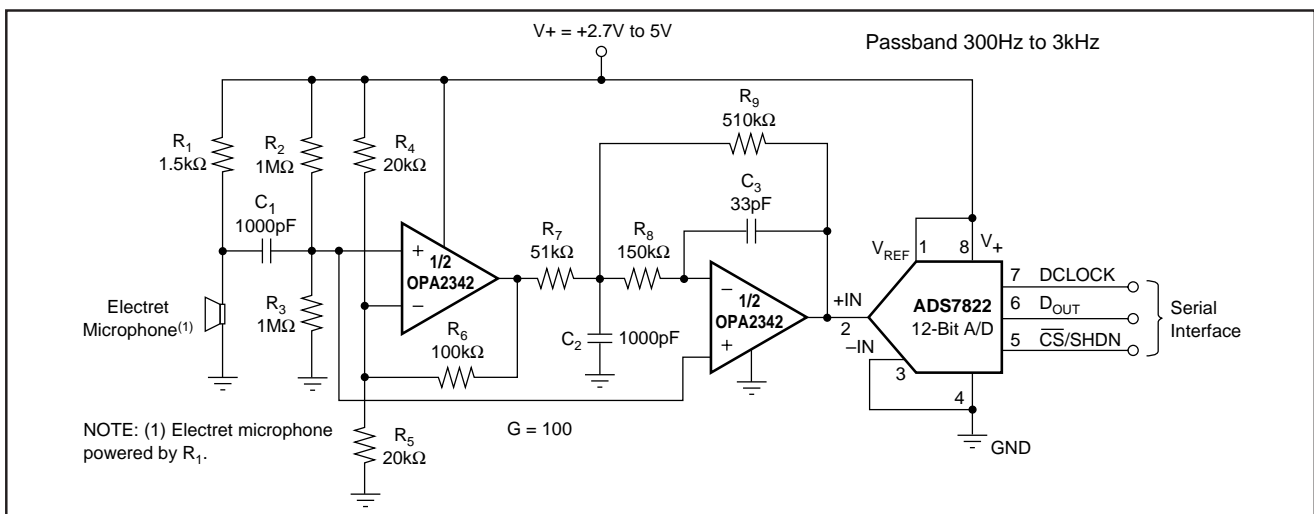 V+ = +2.7V to 5V
Passband 300Hz to 3kHz
R1
1.5kΩ
R2
1MΩ
R4
20kΩ
R9
510kΩ
C3
33pF
C1
1000pF
R7
51kΩ
R8
150kΩ
VREF
1
8
V+
+
1/2
OPA2342
−
−
1/2
OPA2342
+
+IN
2
−IN
3
ADS7822
12-Bit A/D
7
DCLOCK
6
DOUT
5
CS/SHDN
Serial
Interface
Electret
Microphone(1)
R3
1MΩ
R6
100kΩ
C2
1000pF
4
GND
NOTE: (1) Electret microphone
powered by R1.
R5
20kΩ
G = 100